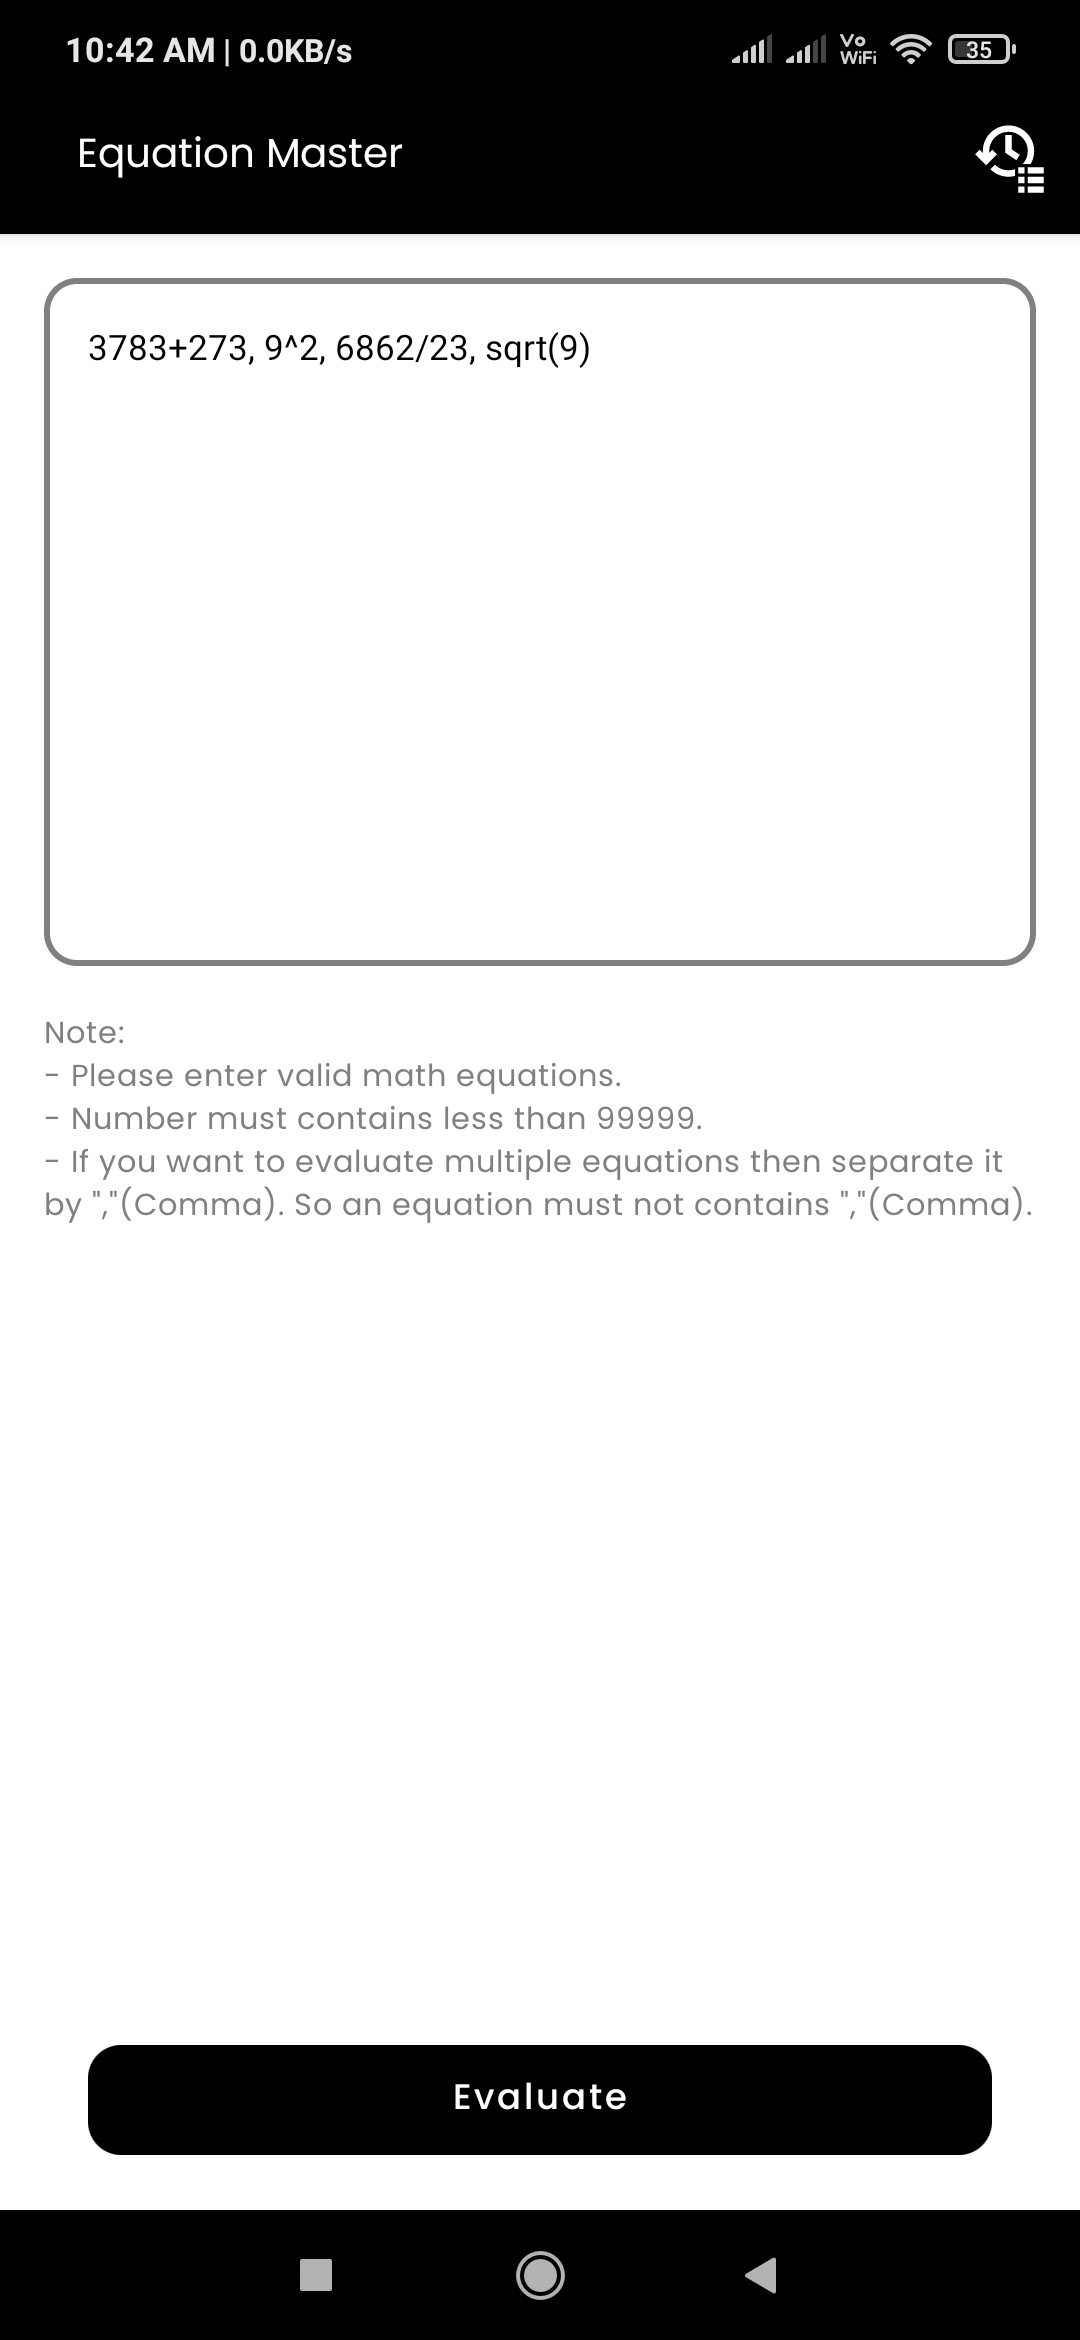 10:42 AM | 0.0KB/s Vo WiFi 35
Equation Master
3783+273, 9^2, 6862/23, sqrt(9)
Note:
- Please enter valid math equations.
- Number must contains less than 99999.
- If you want to evaluate multiple equations then separate it
by ","(Comma). So an equation must not contains ","(Comma).
Evaluate